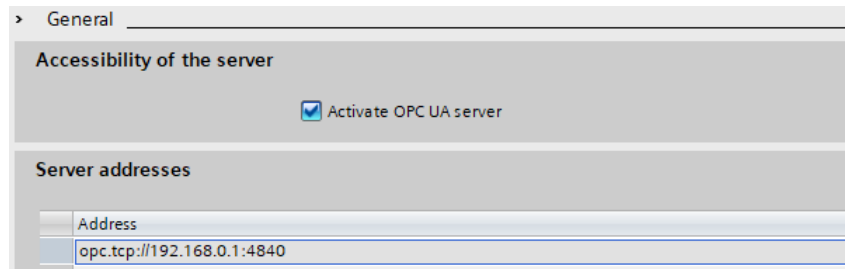 General
Accessibility of the server
Activate OPC UA server
Server addresses
Address
opc.tcp://192.168.0.1:4840